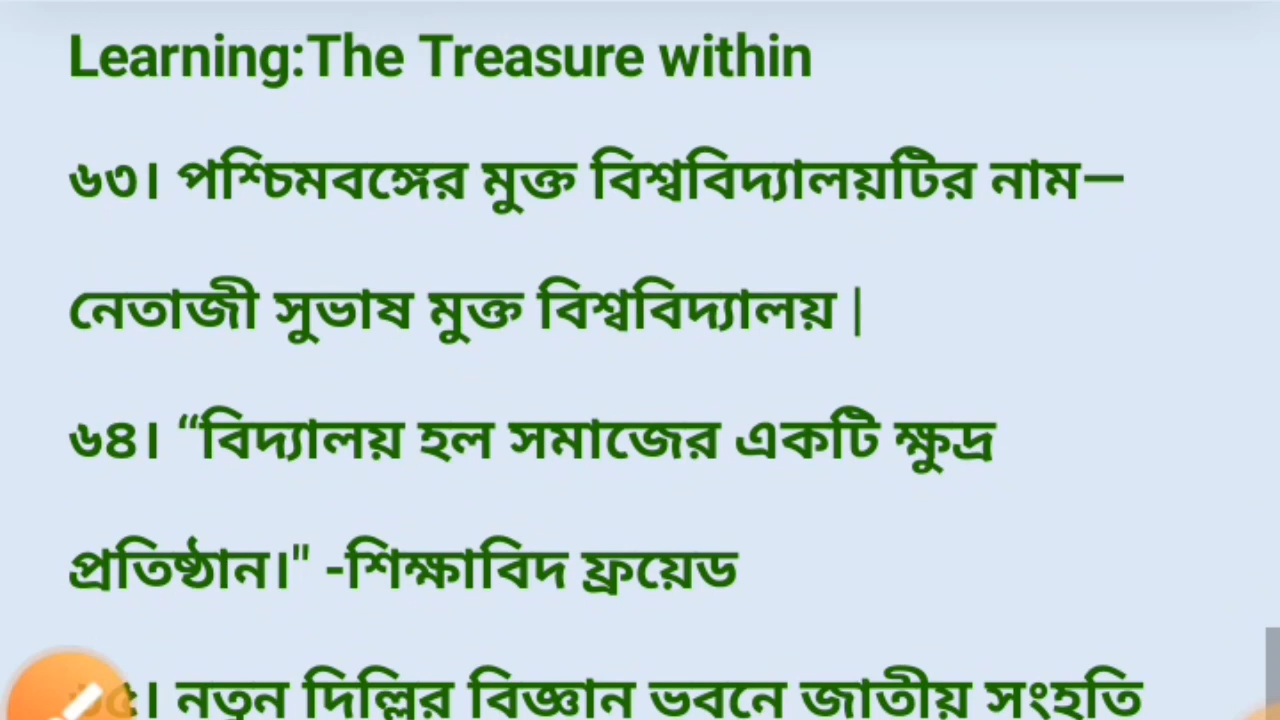 Learning:The Treasure within
৬৩। পশ্চিমবঙ্গের মুক্ত বিশ্ববিদ্যালয়টির নাম—
নেতাজী সুভাষ মুক্ত বিশ্ববিদ্যালয় |
৬৪। “বিদ্যালয় হল সমাজের একটি ক্ষুদ্র
প্রতিষ্ঠান।" -শিক্ষাবিদ ফ্রয়েড
৬৫। নতুন দিল্লির বিজ্ঞান ভবনে জাতীয় সংহতি